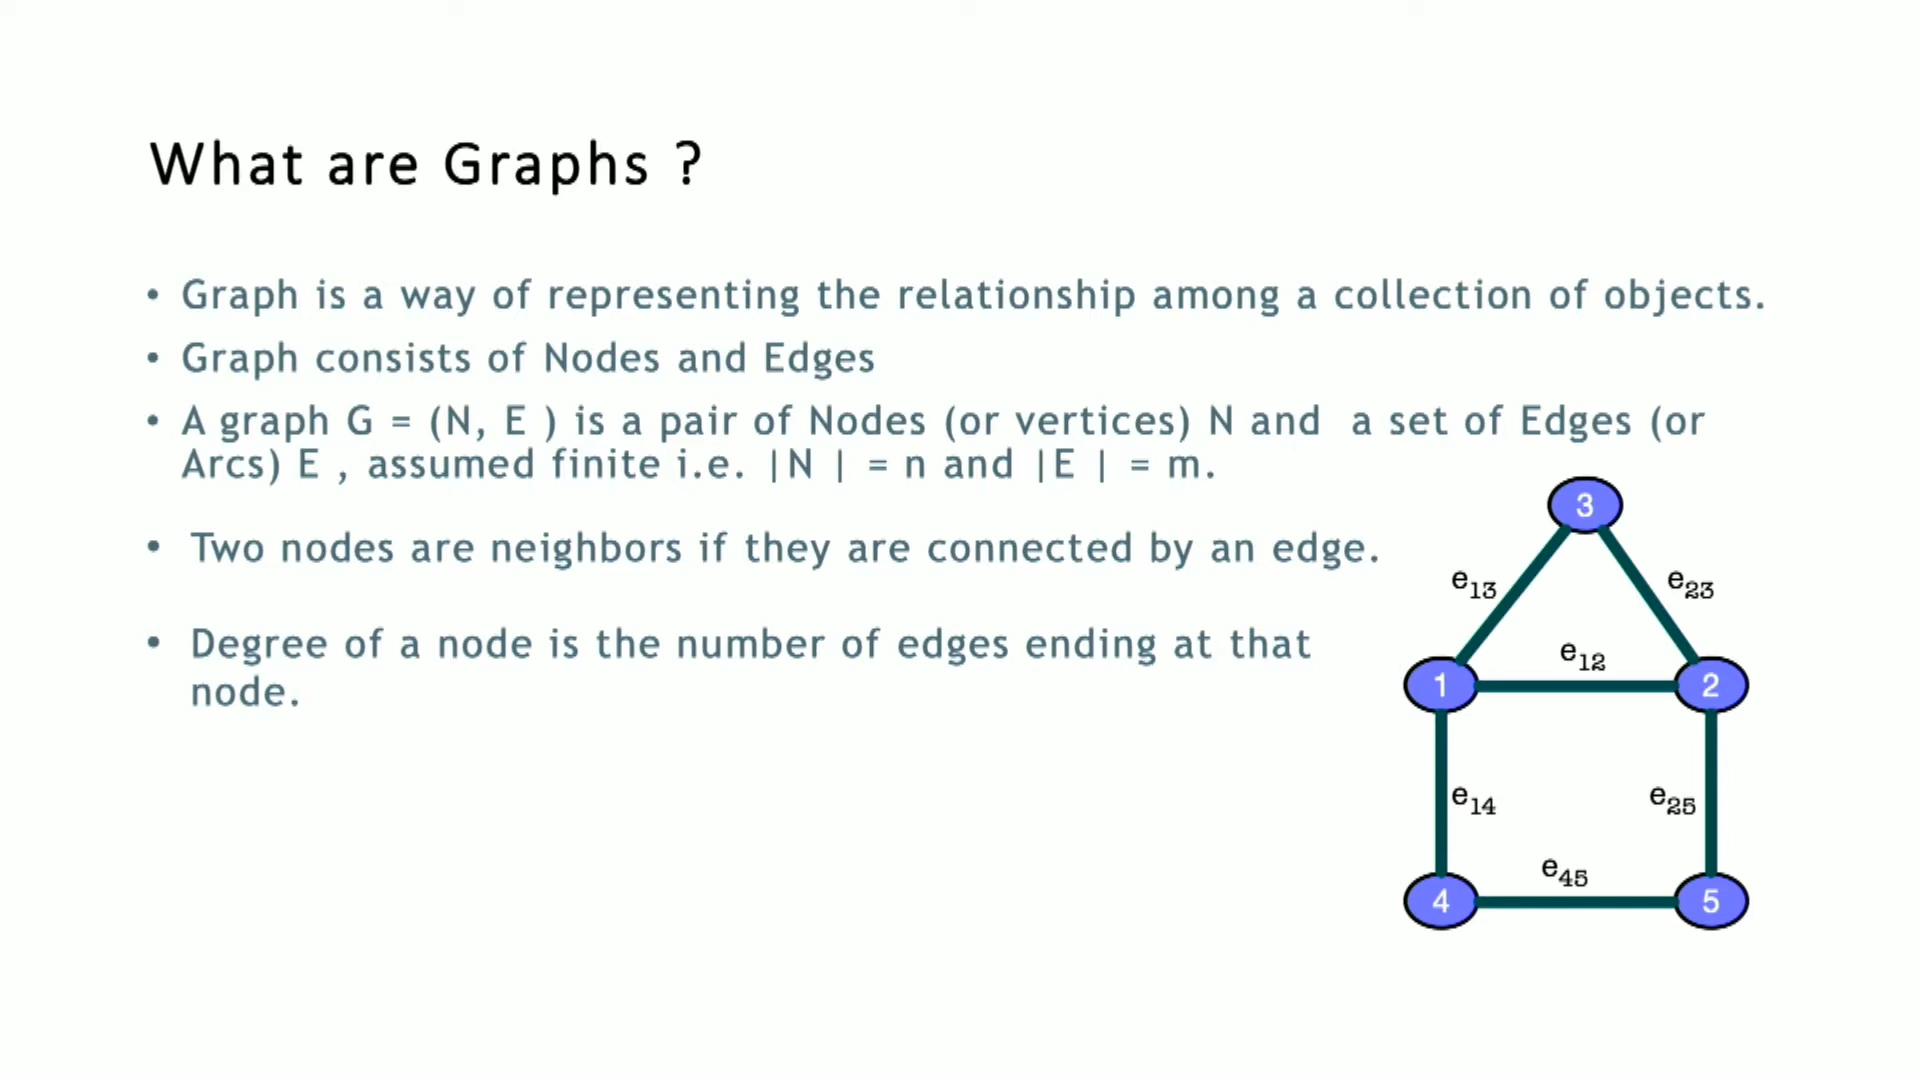 What are Graphs ?
• Graph is a way of representing the relationship among a collection of objects.
• Graph consists of Nodes and Edges
• A graph G = (N, E ) is a pair of Nodes (or vertices) N and a set of Edges (or
Arcs) E , assumed finite i.e. |N | = n and |E | = m.
• Two nodes are neighbors if they are connected by an edge.
• Degree of a node is the number of edges ending at that
node.
3
e13
e23
e12
1
2
e14
e25
e45
4
5